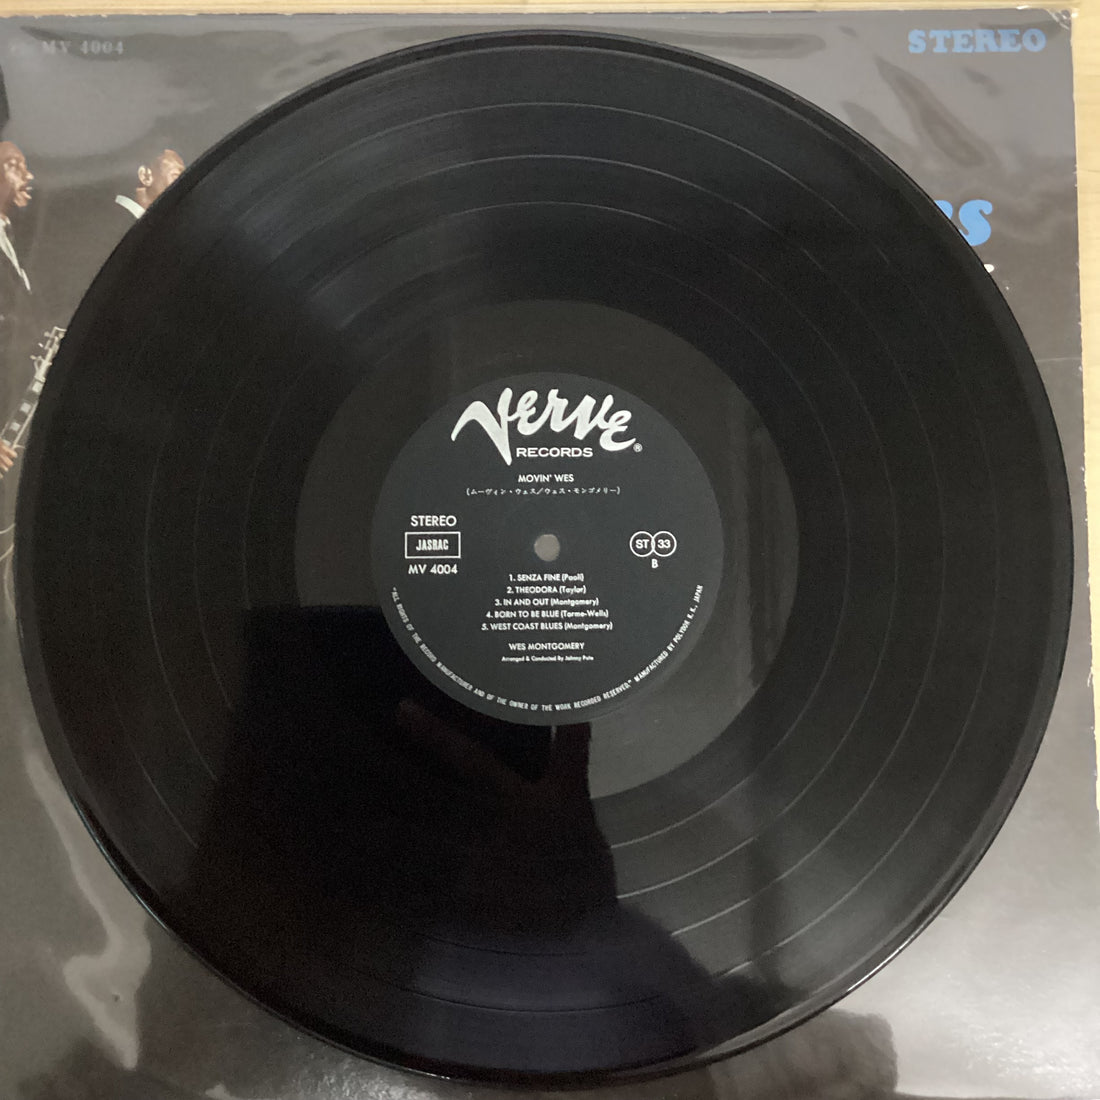 MV 4004
STEREO
S
Verve
RECORDS ®
MOVIN' WES
(ムーヴィン・ウェス/ウェス・モンゴメリー)
STEREO
JASRAC
MV 4004
ST 33
B
1. SENZA FINE (Paoli)
2. THEODORA (Taylor)
3. IN AND OUT (Montgomery)
4. BORN TO BE BLUE (Torme-Wells)
5. WEST COAST BLUES (Montgomery)
WES MONTGOMERY
Arranged & Conducted By Johnny Pate
"ALL RIGHTS OF THE RECORD MANUFACTURER AND OF THE OWNER OF THE WORK RECORDED RESERVED" MANUFACTURED BY POLYDOR K. K., JAPAN